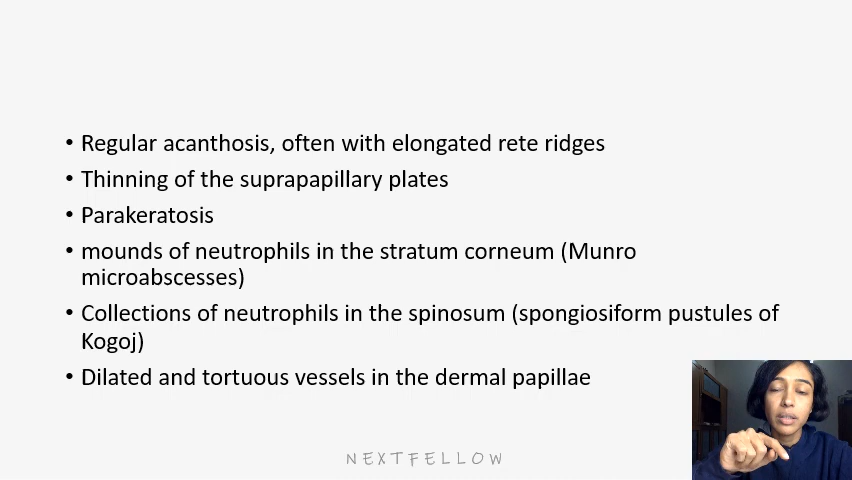 • Regular acanthosis, often with elongated rete ridges
• Thinning of the suprapapillary plates
• Parakeratosis
• mounds of neutrophils in the stratum corneum (Munro
microabscesses)
• Collections of neutrophils in the spinosum (spongiosiform pustules of
Kogoj)
• Dilated and tortuous vessels in the dermal papillae
NEXTFELLOW